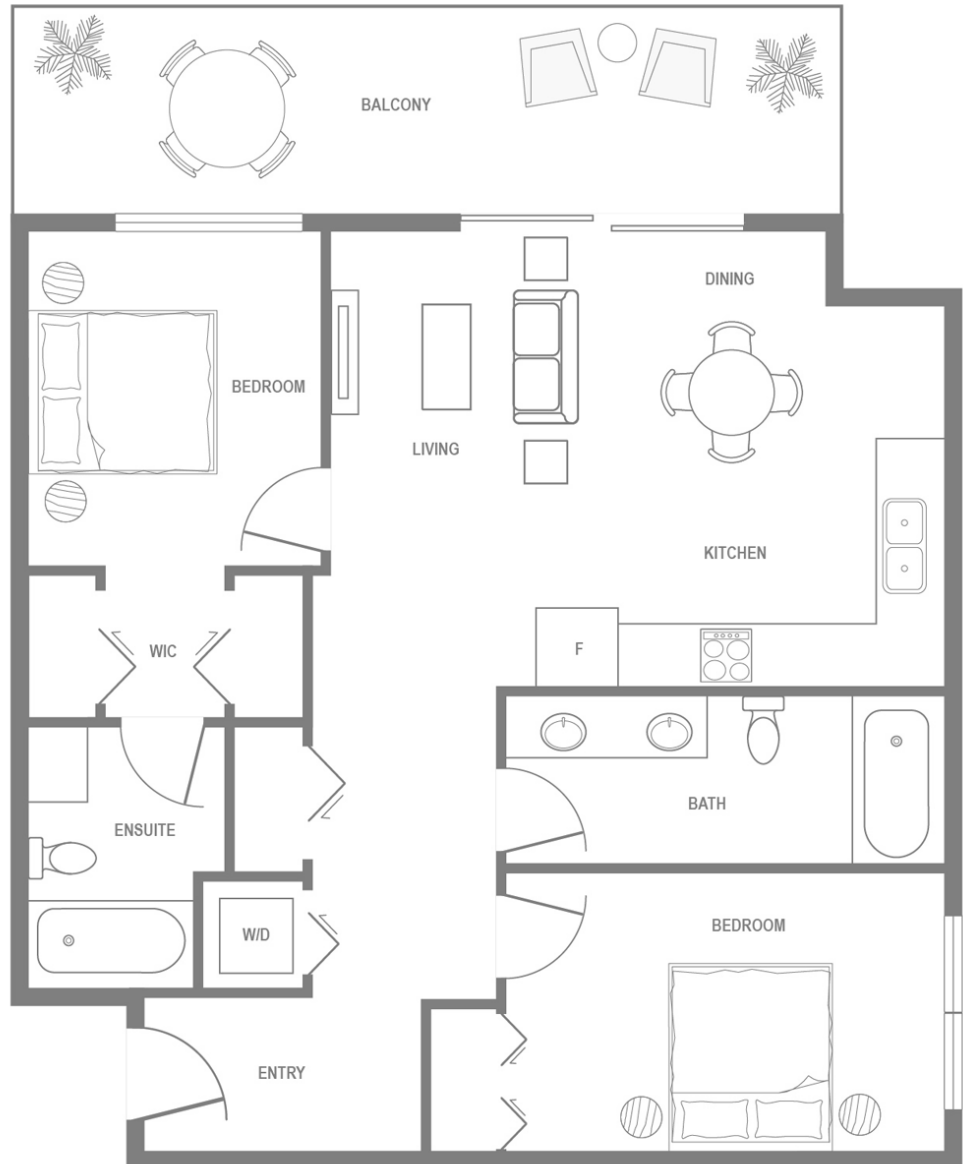 BALCONY
DINING
BEDROOM
LIVING
KITCHEN
WIC
F
BATH
ENSUITE
BEDROOM
W/D
ENTRY